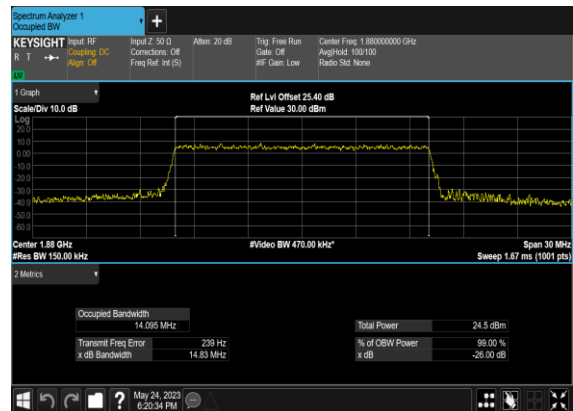 Spectrum Analyzer 1
Occupied BW
+
KEYSIGHT Input: RF Input Z: 50 Ω Atten: 20 dB Trig: Free Run Center Freq: 1.880000000 GHz
R T Coupling: DC Corrections: Off Gate: Off Avg|Hold: 100/100
Align: Off Freq Ref: Int (S) #IF Gain: Low Radio Std: None
1 Graph
Ref Lvl Offset 25.40 dB
Scale/Div 10.0 dB Ref Value 30.00 dBm
Log
20.0
10.0
0.00
-10.0
-20.0
-30.0
-40.0
-50.0
-60.0
Center 1.88 GHz #Video BW 470.00 kHz* Span 30 MHz
#Res BW 150.00 kHz Sweep 1.67 ms (1001 pts)
2 Metrics
Occupied Bandwidth
14.095 MHz Total Power 24.5 dBm
Transmit Freq Error 239 Hz % of OBW Power 99.00 %
x dB Bandwidth 14.83 MHz x dB -26.00 dB
? May 24, 2023
6:20:34 PM